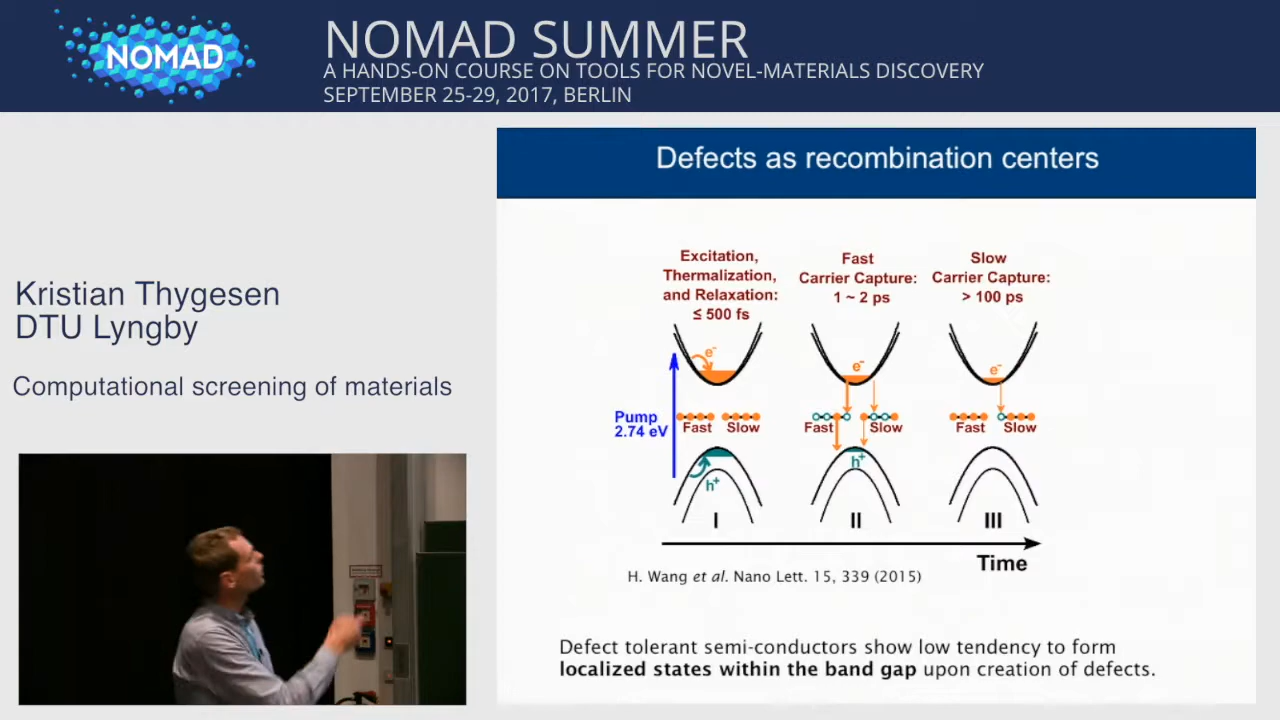 NOMAD
NOMAD SUMMER
A HANDS-ON COURSE ON TOOLS FOR NOVEL-MATERIALS DISCOVERY
SEPTEMBER 25-29, 2017, BERLIN
Kristian Thygesen
DTU Lyngby
Computational screening of materials
Defects as recombination centers
Excitation,
Thermalization,
and Relaxation:
≤ 500 fs
Fast
Carrier Capture:
1 ~ 2 ps
Slow
Carrier Capture:
> 100 ps
e⁻
e⁻
e⁻
Pump
2.74 eV
Fast Slow
Fast Slow
Fast Slow
h⁺
h⁺
I
II
III
Time
H. Wang et al. Nano Lett. 15, 339 (2015)
Defect tolerant semi-conductors show low tendency to form
localized states within the band gap upon creation of defects.